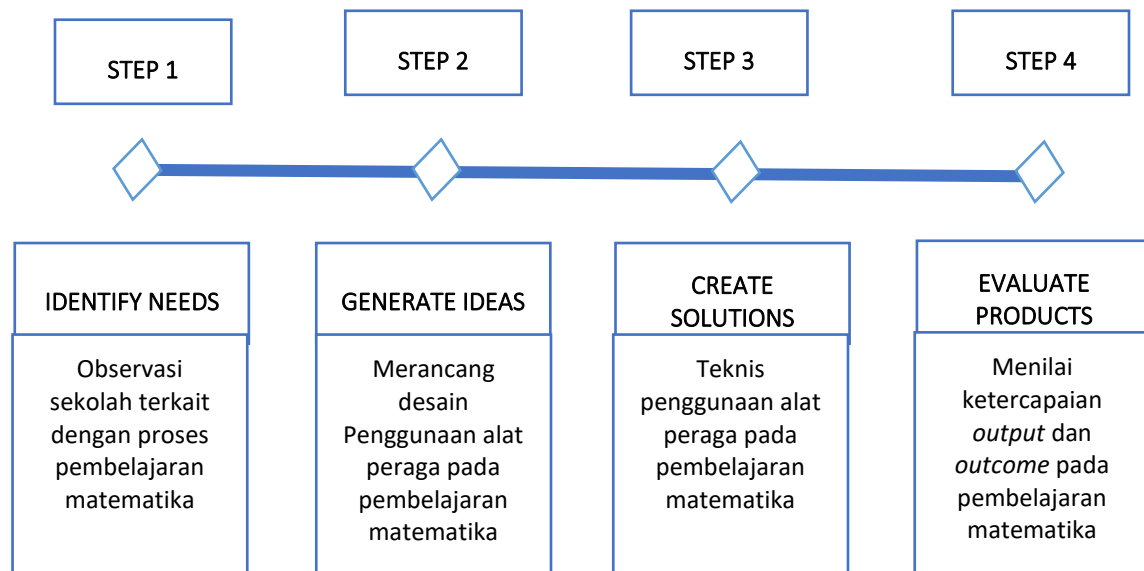 STEP 1
STEP 2
STEP 3
STEP 4
IDENTIFY NEEDS
Observasi
sekolah terkait
dengan proses
pembelajaran
matematika
GENERATE IDEAS
Merancang
desain
Penggunaan alat
peraga pada
pembelajaran
matematika
CREATE
SOLUTIONS
Teknis
penggunaan alat
peraga pada
pembelajaran
matematika
EVALUATE
PRODUCTS
Menilai
ketercapaian
output dan
outcome pada
pembelajaran
matematika